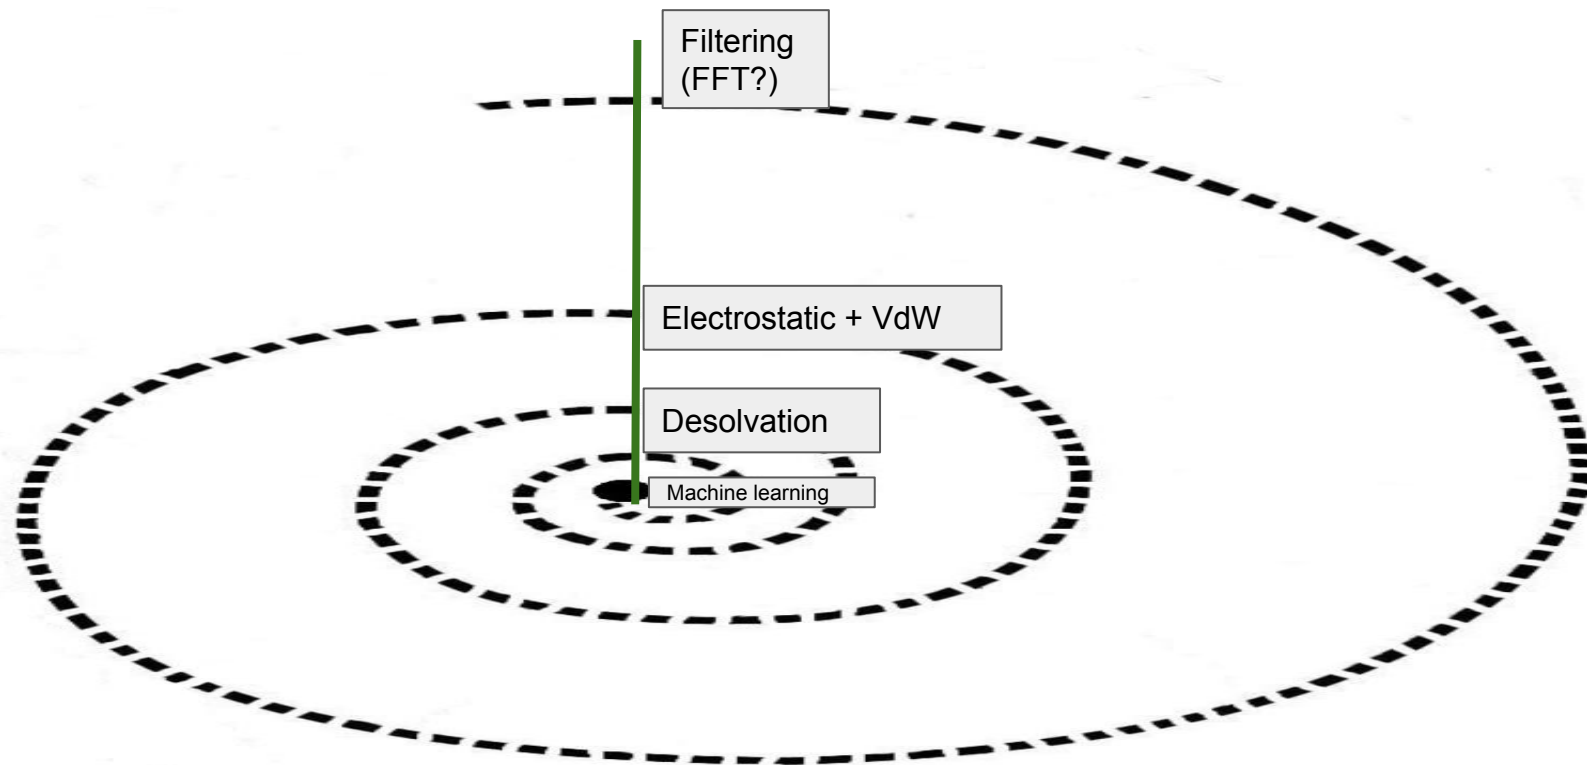 Filtering
(FFT?)
Electrostatic + VdW
Desolvation
Machine learning